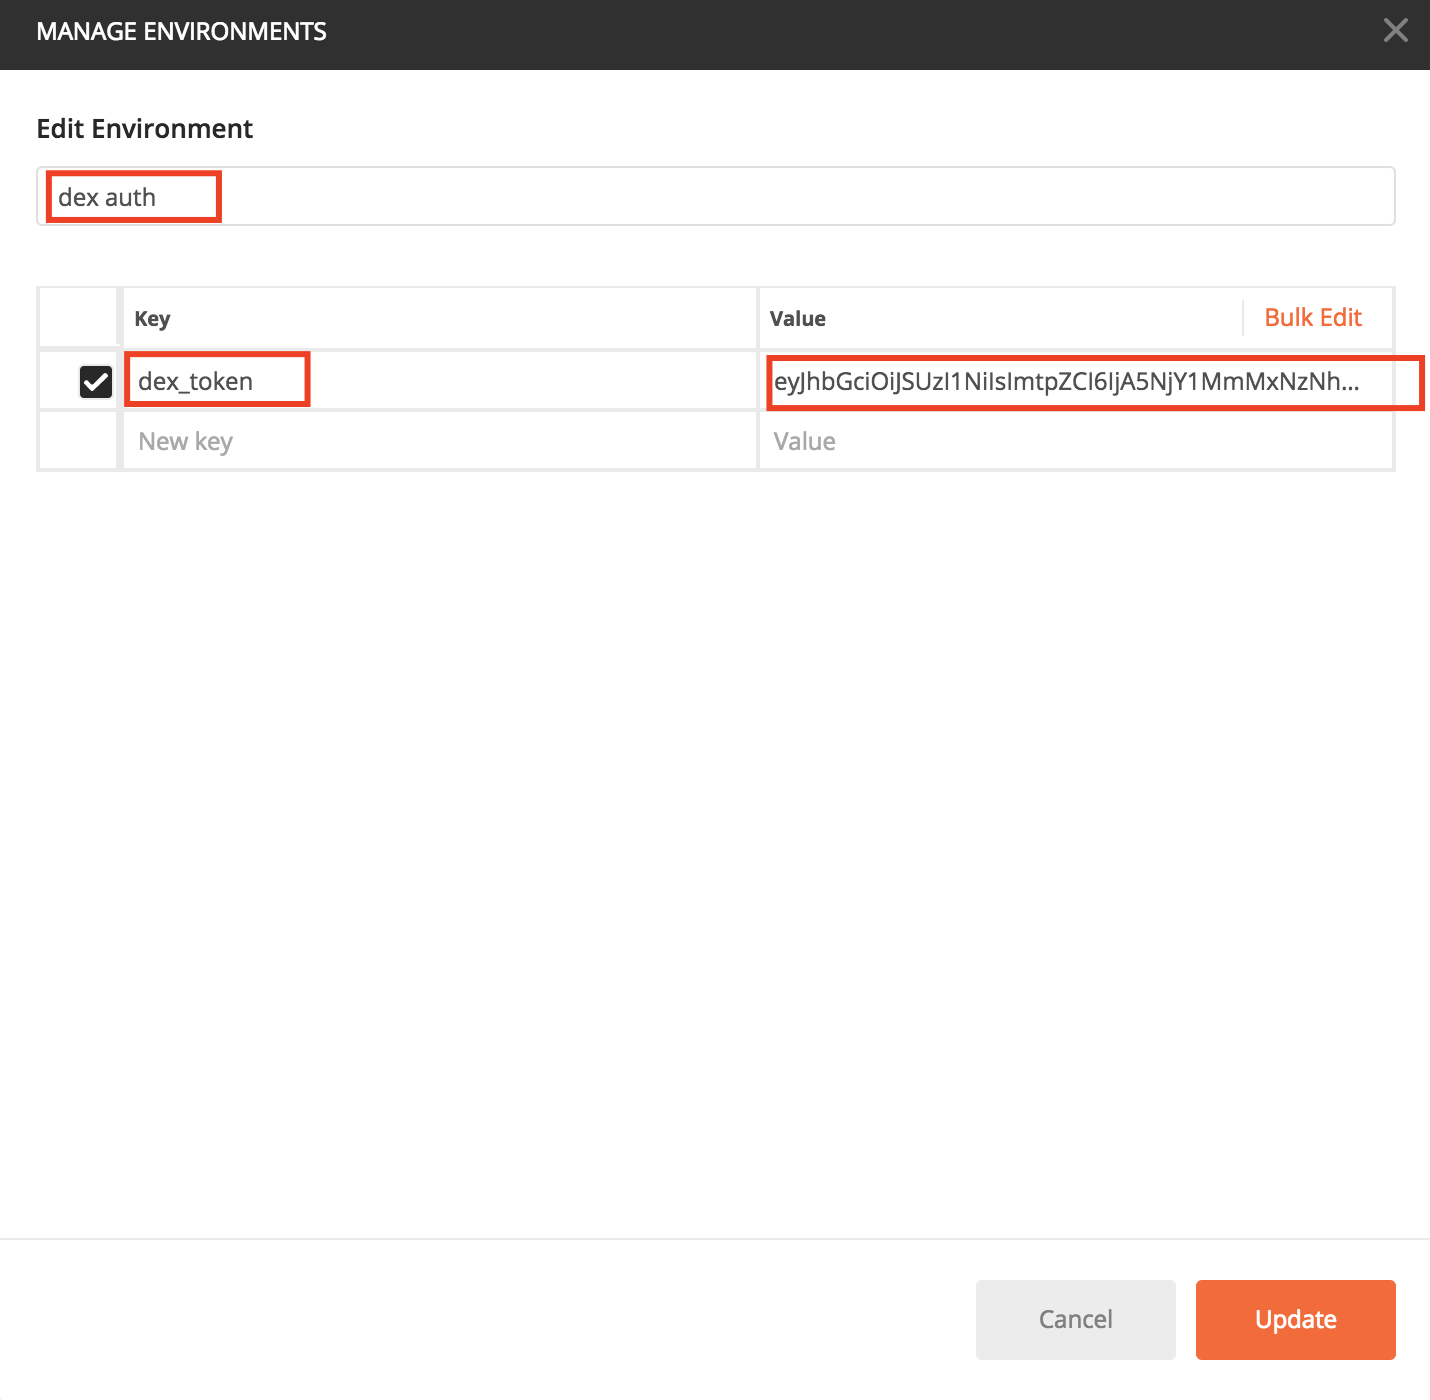 MANAGE ENVIRONMENTS
Edit Environment
dex auth
Key Value Bulk Edit
dex_token eyJhbGciOiJSUzI1NiIsImtpZCI6IjA5NjY1MmMxNzNh...
New key Value
Cancel Update